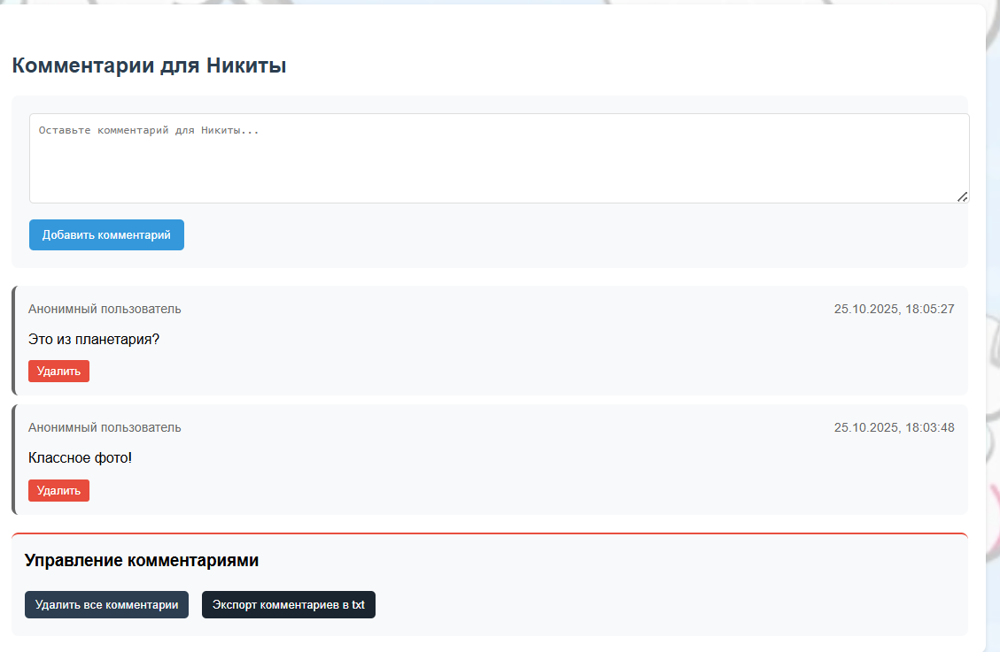 Комментарии для Никиты
Оставьте комментарий для Никиты...
Добавить комментарий
Анонимный пользователь 25.10.2025, 18:05:27
Это из планетария?
Удалить
Анонимный пользователь 25.10.2025, 18:03:48
Классное фото!
Удалить
Управление комментариями
Удалить все комментарии Экспорт комментариев в txt